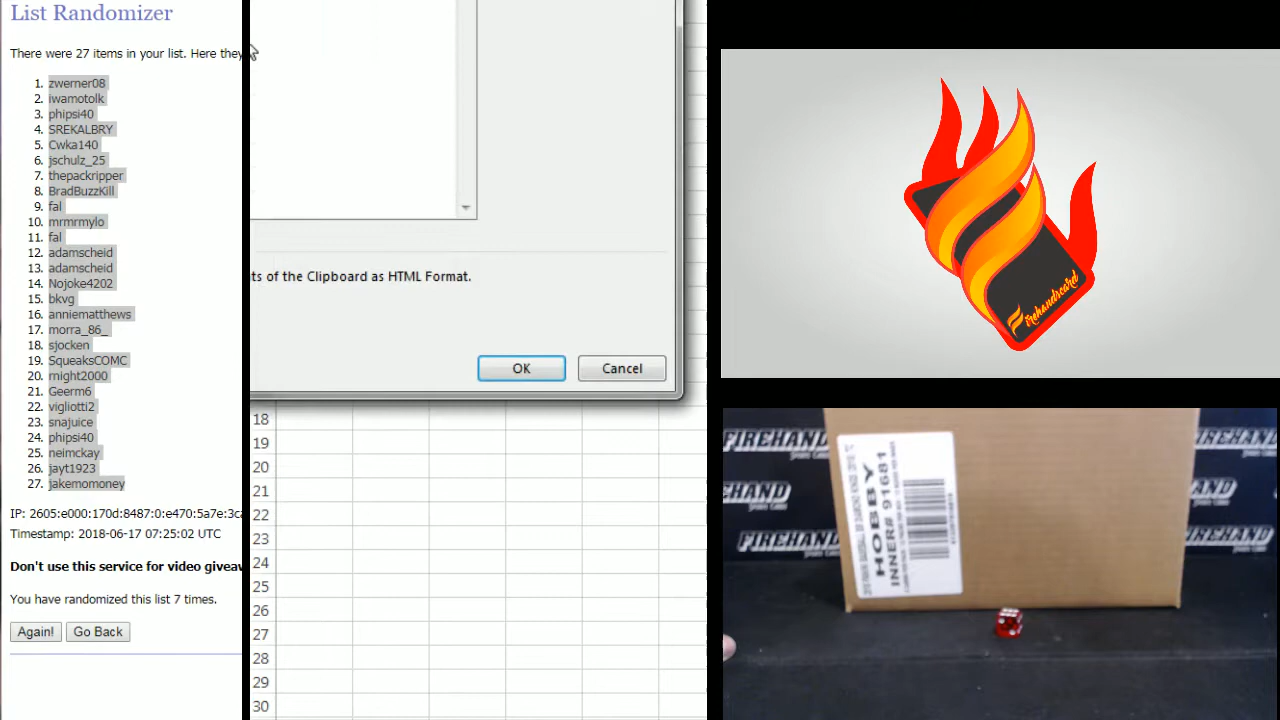 List Randomizer
There were 27 items in your list. Here they
1. zwerner08
2. iwamotolk
3. phipsi40
4. SREKALBRY
5. Cwka140
6. jschulz_25
7. thepackripper
8. BradBuzzKill
9. fal
10. mrmrmylo
11. fal
12. adamscheid
13. adamscheid
14. Nojoke4202
15. bkvg
16. anniematthews
17. morra_86_
18. sjocken
19. SqueaksCOMC
20. rnight2000
21. Geerm6
22. vigliotti2
23. snajuice
24. phipsi40
25. neimckay
26. jayt1923
27. jakemomoney
IP: 2605:e000:170d:8487:0:e470:5a7e:3c
Timestamp: 2018-06-17 07:25:02 UTC
Don't use this service for video giveav
You have randomized this list 7 times.
Again! Go Back
ts of the Clipboard as HTML Format.
OK Cancel
18
19
20
21
22
23
24
25
26
27
28
29
30
Firehandscard
FIREHAND
FIREHAND
FIREHAND
HOBBY
INNER# 91681